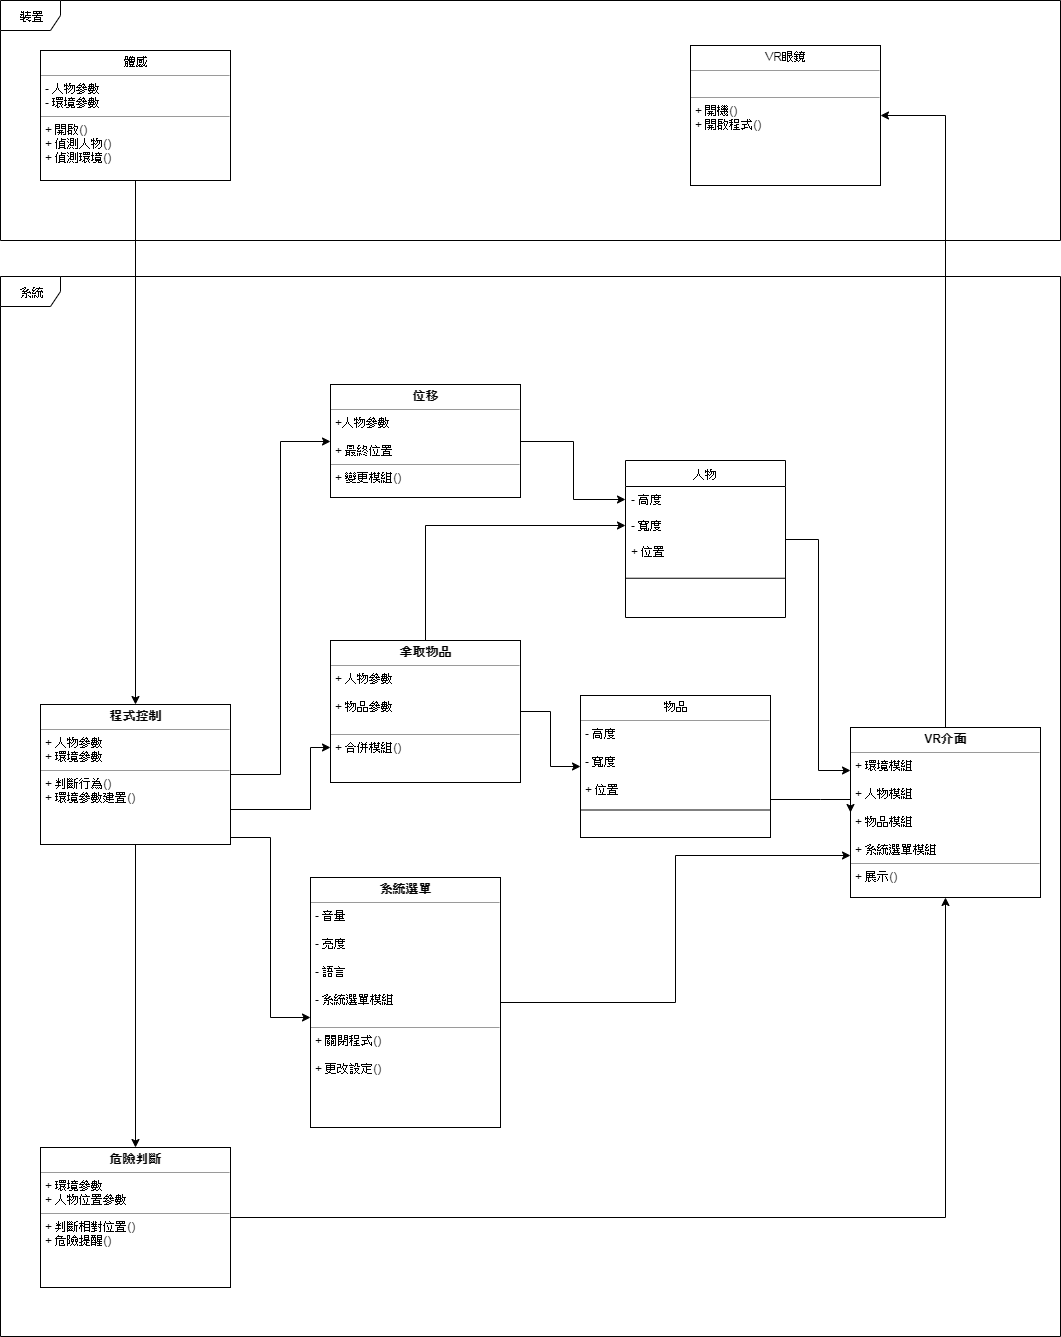 裝置
體感
- 人物參數
- 環境參數
+ 開啟()
+ 偵測人物()
+ 偵測環境()
VR眼鏡
+ 開機()
+ 開啟程式()
系統
位移
+人物參數
+ 最終位置
+ 變更模組()
人物
- 高度
- 寬度
+ 位置
拿取物品
+ 人物參數
+ 物品參數
+ 合併模組()
物品
- 高度
- 寬度
+ 位置
程式控制
+ 人物參數
+ 環境參數
+ 判斷行為()
+ 環境參數建置()
VR介面
+ 環境模組
+ 人物模組
+ 物品模組
+ 系統選單模組
+ 展示()
系統選單
- 音量
- 亮度
- 語言
- 系統選單模組
+ 關閉程式()
+ 更改設定()
危險判斷
+ 環境參數
+ 人物位置參數
+ 判斷相對位置()
+ 危險提醒()